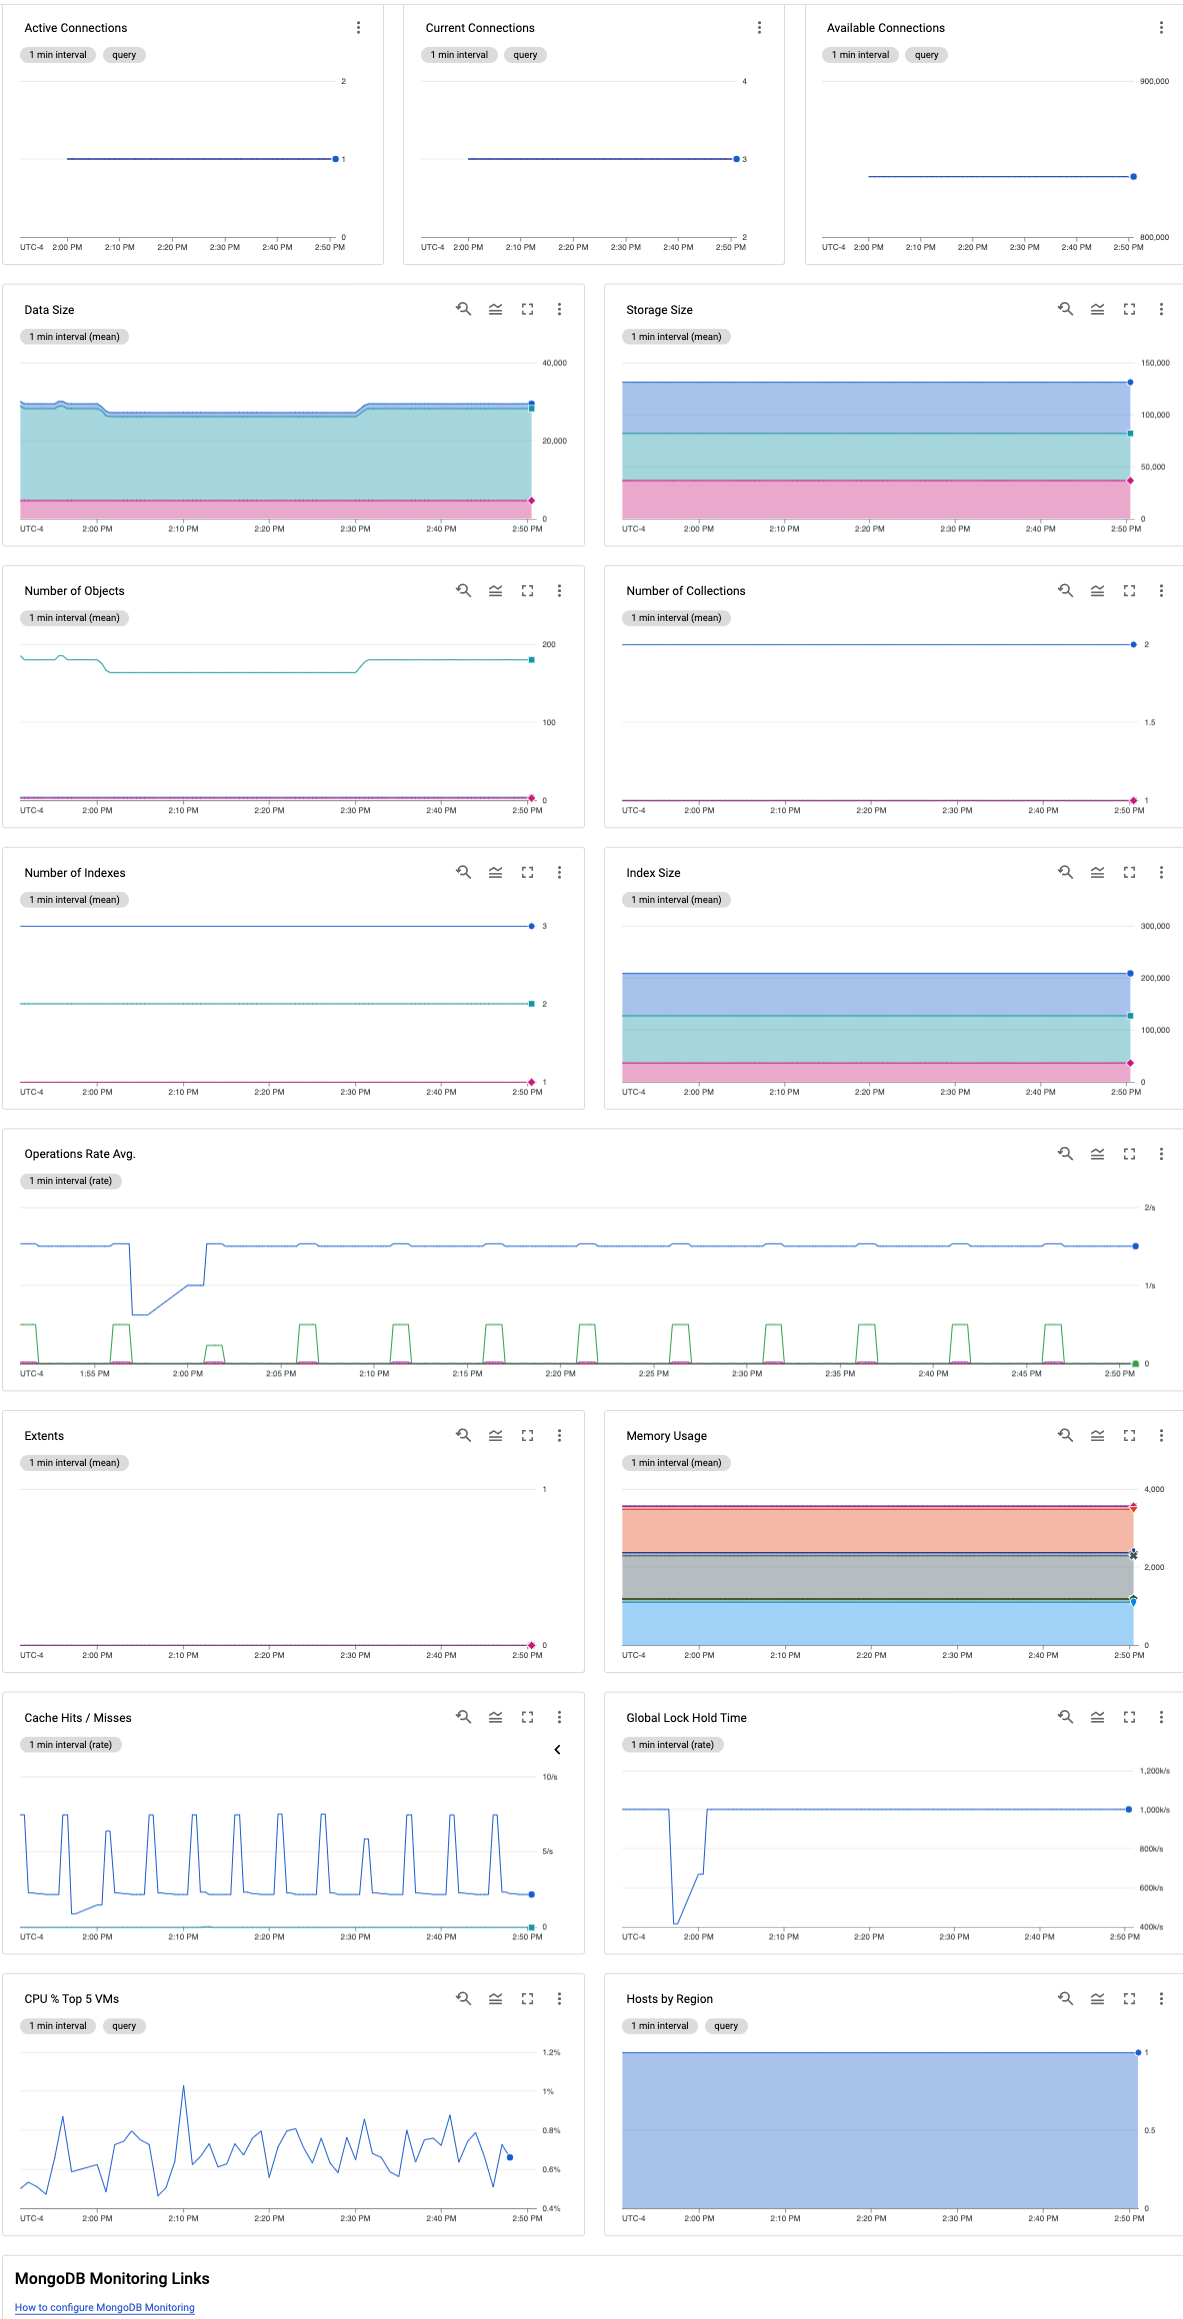 Active Connections
1 min interval query
2
1
0
UTC-4 2:00 PM 2:10 PM 2:20 PM 2:30 PM 2:40 PM 2:50 PM
Current Connections
1 min interval query
4
3
2
UTC-4 2:00 PM 2:10 PM 2:20 PM 2:30 PM 2:40 PM 2:50 PM
Available Connections
1 min interval query
900,000
800,000
UTC-4 2:00 PM 2:10 PM 2:20 PM 2:30 PM 2:40 PM 2:50 PM
Data Size
1 min interval (mean)
40,000
20,000
0
UTC-4 2:00 PM 2:10 PM 2:20 PM 2:30 PM 2:40 PM 2:50 PM
Storage Size
1 min interval (mean)
150,000
100,000
50,000
0
UTC-4 2:00 PM 2:10 PM 2:20 PM 2:30 PM 2:40 PM 2:50 PM
Number of Objects
1 min interval (mean)
200
100
0
UTC-4 2:00 PM 2:10 PM 2:20 PM 2:30 PM 2:40 PM 2:50 PM
Number of Collections
1 min interval (mean)
2
1.5
1
UTC-4 2:00 PM 2:10 PM 2:20 PM 2:30 PM 2:40 PM 2:50 PM
Number of Indexes
1 min interval (mean)
3
2
1
UTC-4 2:00 PM 2:10 PM 2:20 PM 2:30 PM 2:40 PM 2:50 PM
Index Size
1 min interval (mean)
300,000
200,000
100,000
0
UTC-4 2:00 PM 2:10 PM 2:20 PM 2:30 PM 2:40 PM 2:50 PM
Operations Rate Avg.
1 min interval (rate)
2/s
1/s
0
UTC-4 1:55 PM 2:00 PM 2:05 PM 2:10 PM 2:15 PM 2:20 PM 2:25 PM 2:30 PM 2:35 PM 2:40 PM 2:45 PM 2:50 PM
Extents
1 min interval (mean)
1
0
UTC-4 2:00 PM 2:10 PM 2:20 PM 2:30 PM 2:40 PM 2:50 PM
Memory Usage
1 min interval (mean)
4,000
2,000
0
UTC-4 2:00 PM 2:10 PM 2:20 PM 2:30 PM 2:40 PM 2:50 PM
Cache Hits / Misses
1 min interval (rate)
10/s
5/s
0
UTC-4 2:00 PM 2:10 PM 2:20 PM 2:30 PM 2:40 PM 2:50 PM
Global Lock Hold Time
1 min interval (rate)
1,200k/s
1,000k/s
800k/s
600k/s
400k/s
UTC-4 2:00 PM 2:10 PM 2:20 PM 2:30 PM 2:40 PM 2:50 PM
CPU % Top 5 VMs
1 min interval query
1.2%
1%
0.8%
0.6%
0.4%
UTC-4 2:00 PM 2:10 PM 2:20 PM 2:30 PM 2:40 PM 2:50 PM
Hosts by Region
1 min interval query
1
0.5
0
UTC-4 2:00 PM 2:10 PM 2:20 PM 2:30 PM 2:40 PM 2:50 PM
MongoDB Monitoring Links
How to configure MongoDB Monitoring